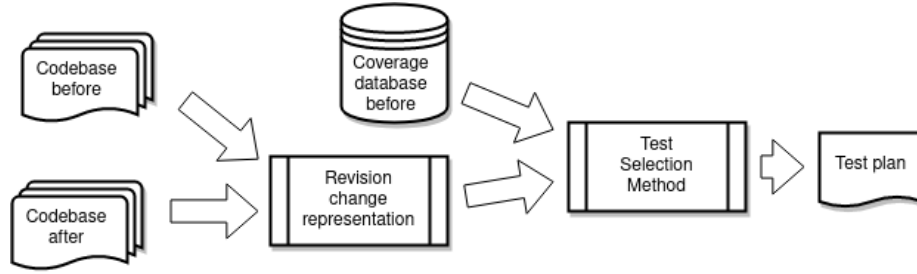 Codebase
before
Coverage
database
before
Codebase
after
Revision
change
representation
Test
Selection
Method
Test plan